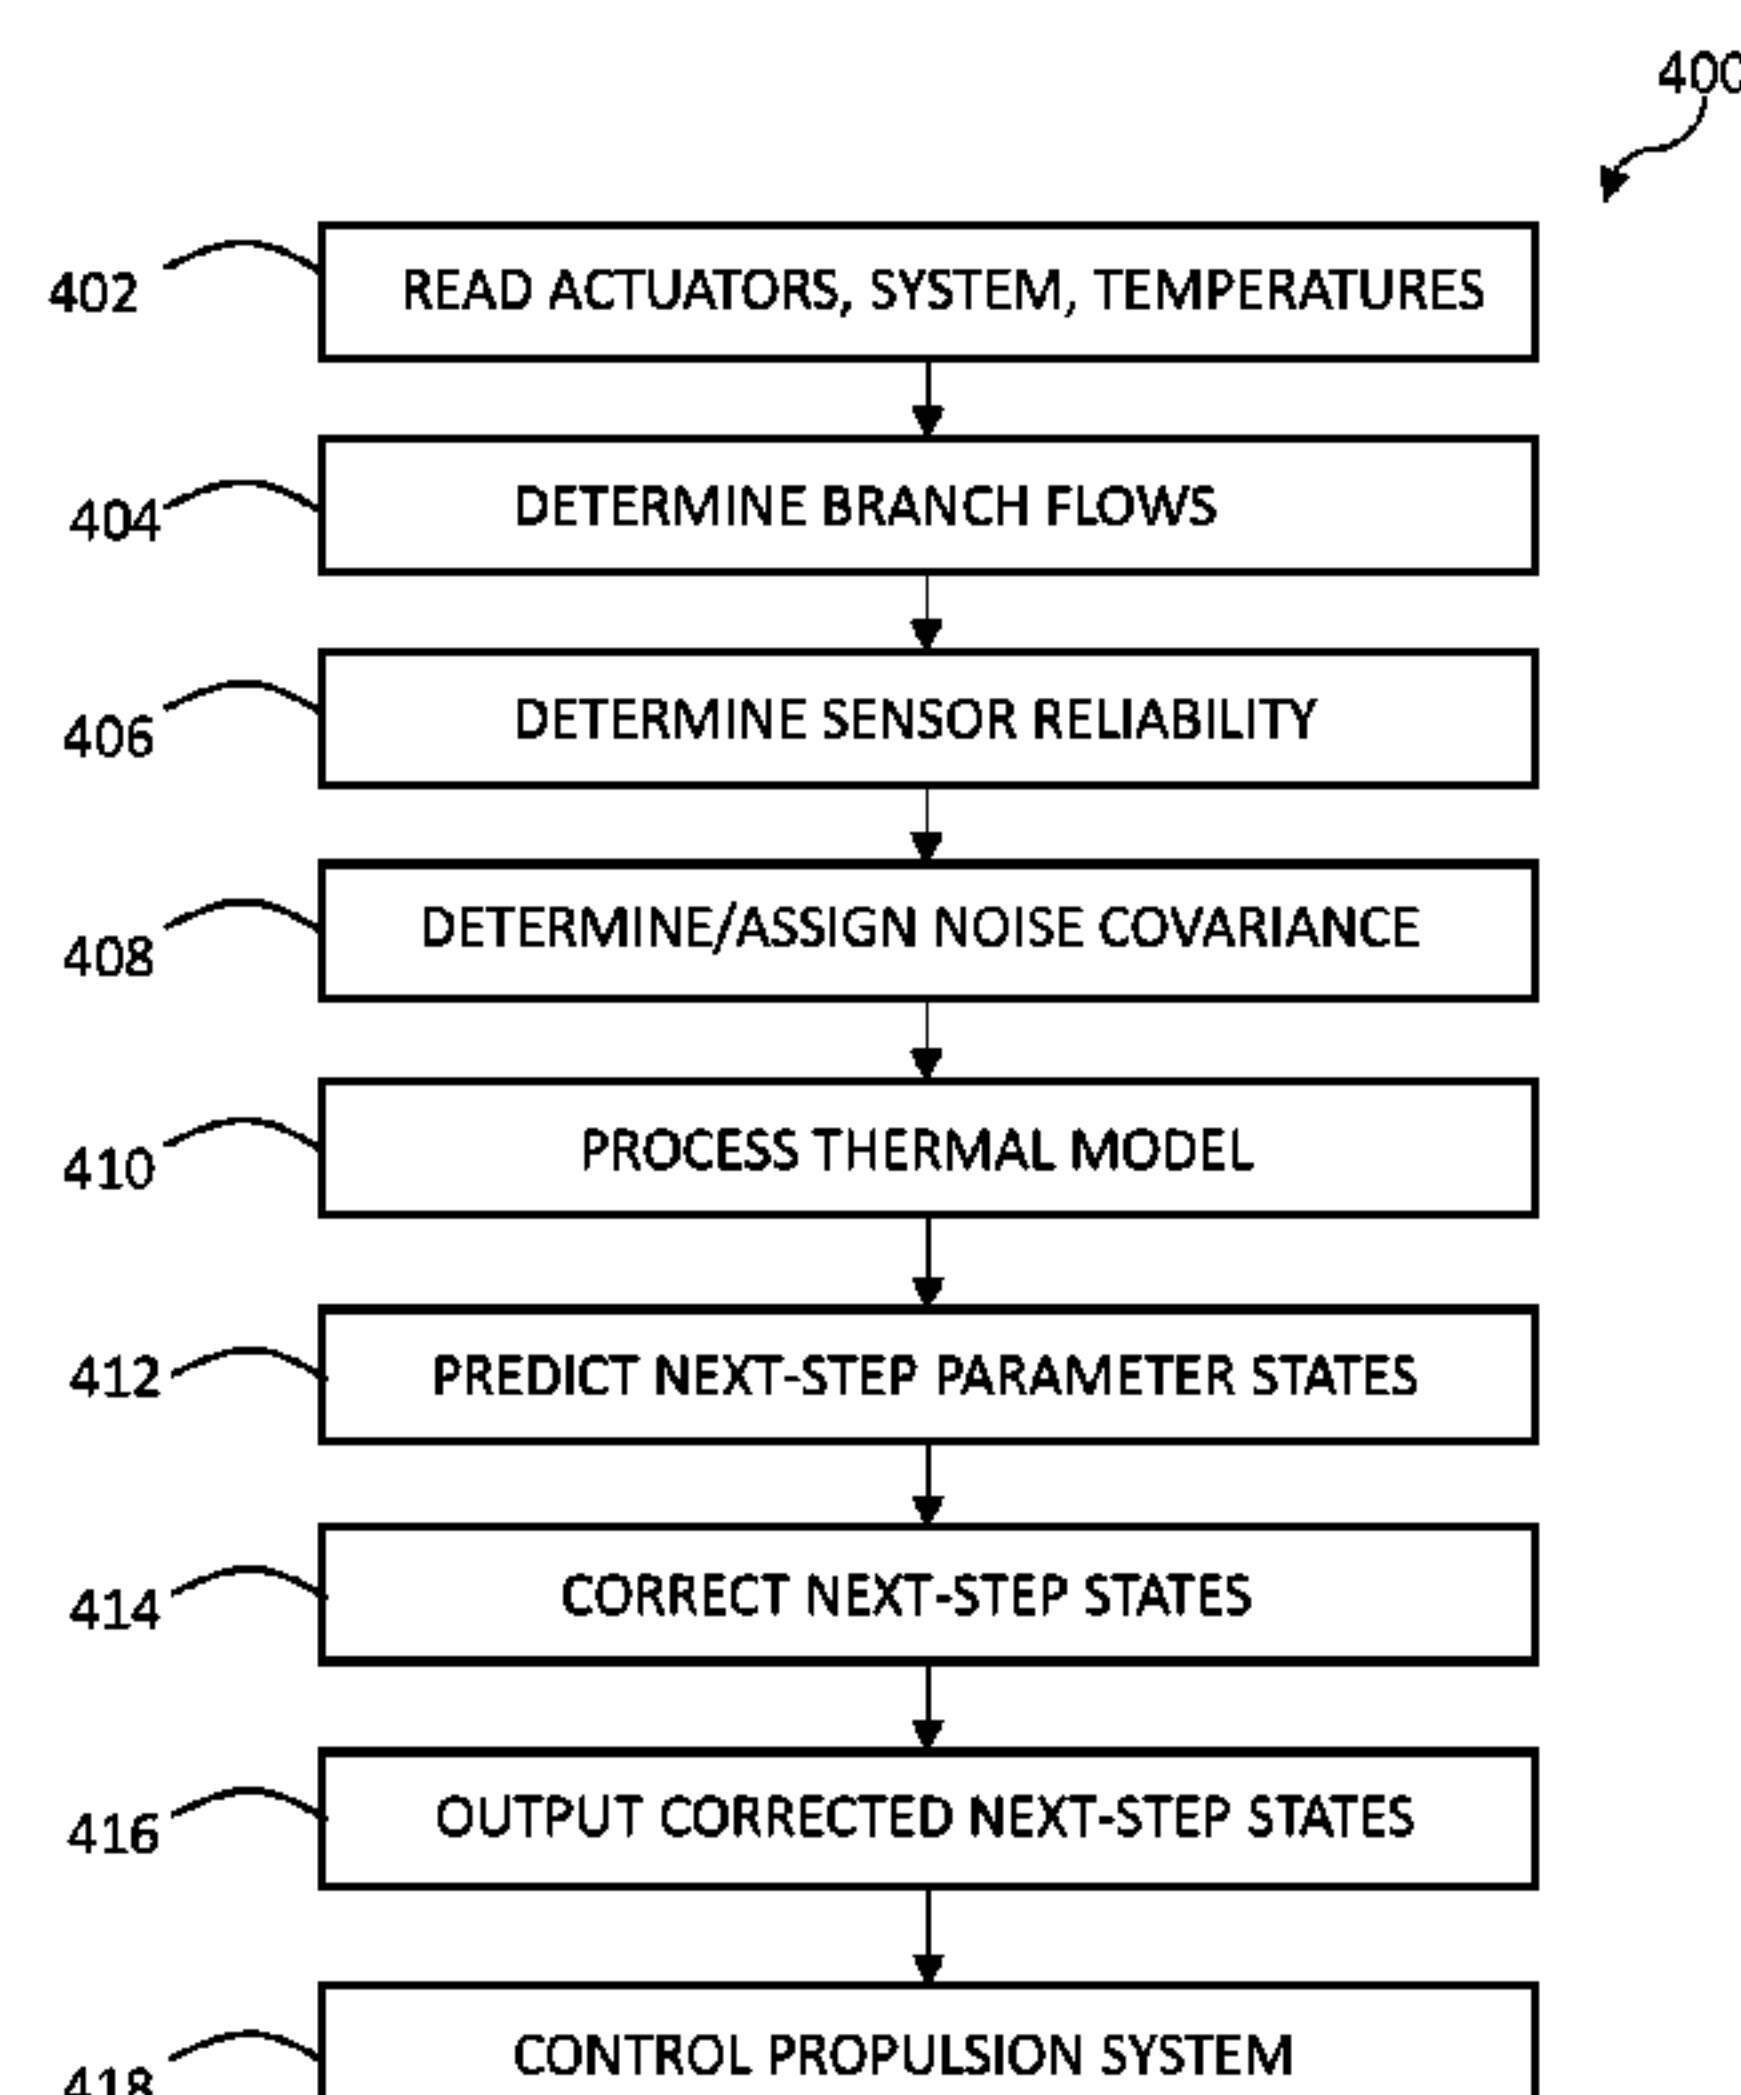 400
402 READ ACTUATORS, SYSTEM, TEMPERATURES
404 DETERMINE BRANCH FLOWS
406 DETERMINE SENSOR RELIABILITY
408 DETERMINE/ASSIGN NOISE COVARIANCE
410 PROCESS THERMAL MODEL
412 PREDICT NEXT-STEP PARAMETER STATES
414 CORRECT NEXT-STEP STATES
416 OUTPUT CORRECTED NEXT-STEP STATES
418 CONTROL PROPULSION SYSTEM